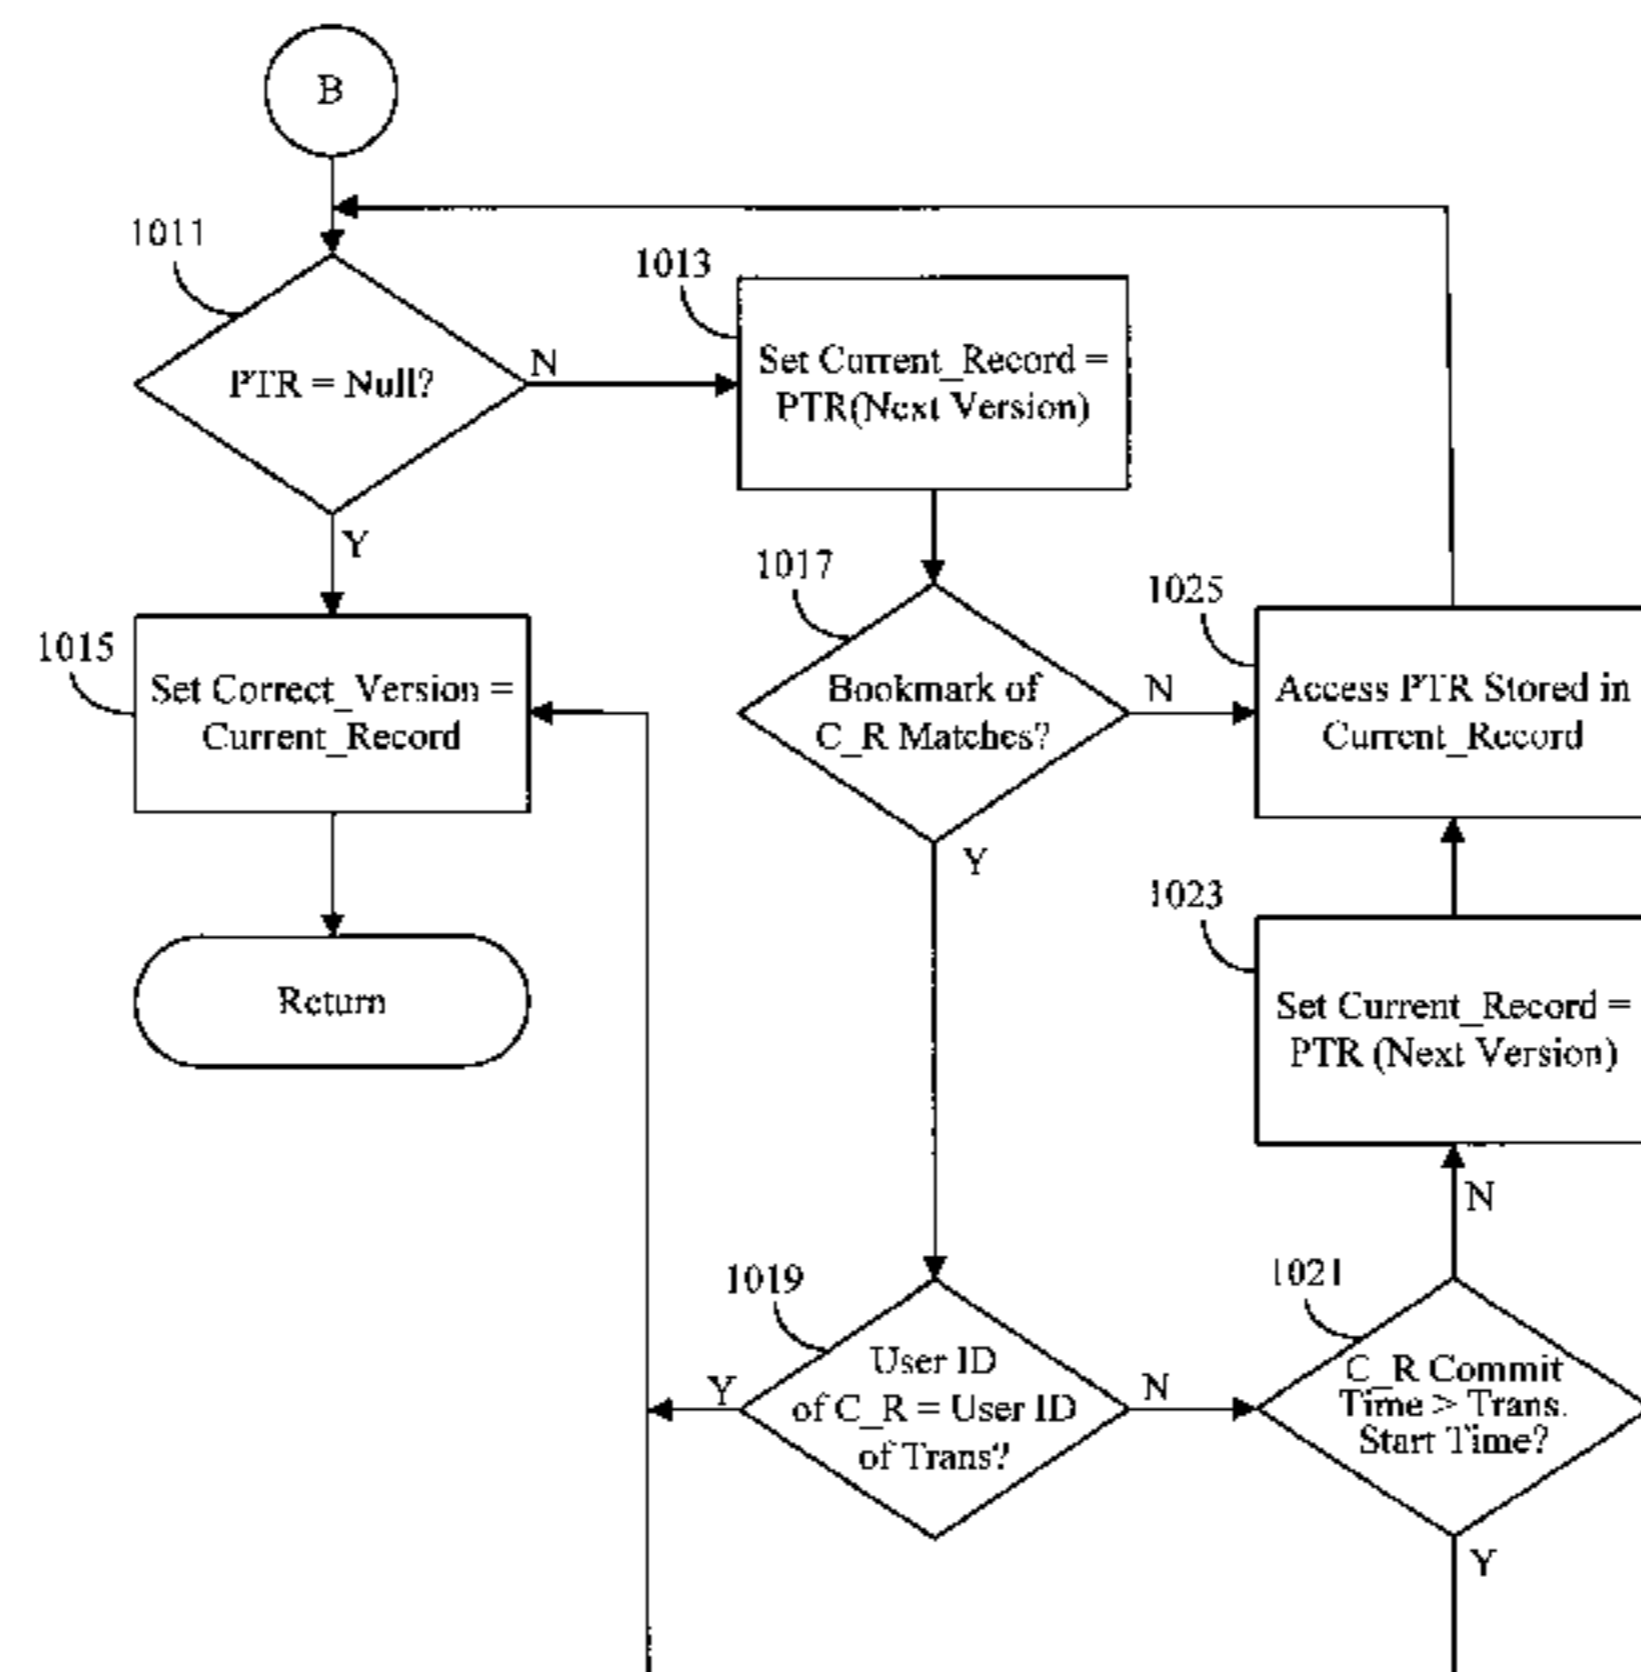 B
1011
PTR = Null?
N
Y
1013
Set Current_Record =
PTR(Next Version)
1015
Set Correct_Version =
Current_Record
Return
1017
Bookmark of
C_R Matches?
N
Y
1025
Access PTR Stored in
Current_Record
1023
Set Current_Record =
PTR (Next Version)
N
1019
User ID
of C_R = User ID
of Trans?
Y
N
1021
C_R Commit
Time > Trans.
Start Time?
Y